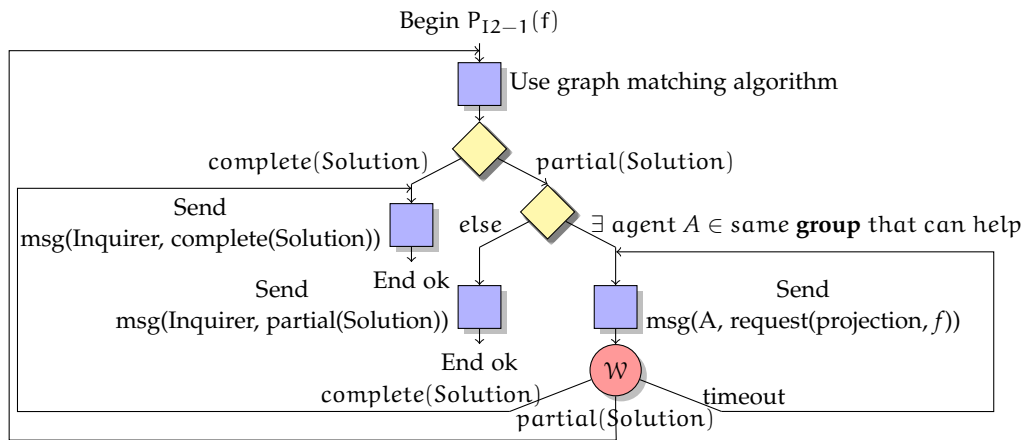 Begin P_{I2−1}(f)
Use graph matching algorithm
complete(Solution)
partial(Solution)
Send
msg(Inquirer, complete(Solution))
else
∃ agent A ∈ same group that can help
End ok
Send
msg(Inquirer, partial(Solution))
Send
msg(A, request(projection, f))
End ok
W
complete(Solution)
partial(Solution)
timeout